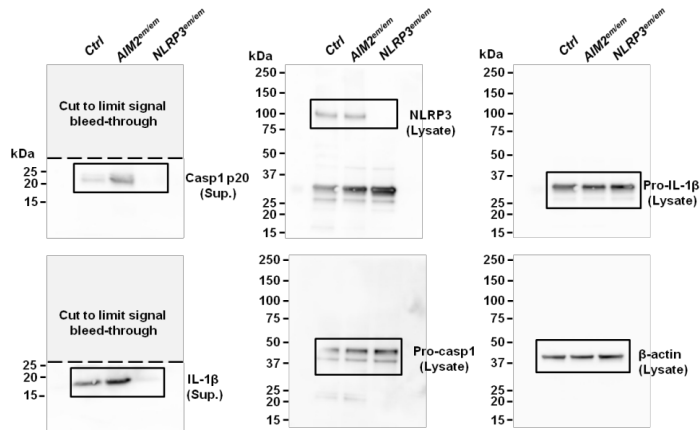 Ctrl
AIM2em/em
NLRP3em/em
Cut to limit signal
bleed-through
kDa
25
20
15
Casp1 p20
(Sup.)
Ctrl
AIM2em/em
NLRP3em/em
kDa
250
150
100
75
50
37
25
20
15
NLRP3
(Lysate)
Ctrl
AIM2em/em
NLRP3em/em
kDa
250
150
100
75
50
37
25
20
15
Pro-IL-1β
(Lysate)
Cut to limit signal
bleed-through
25
20
15
IL-1β
(Sup.)
250
150
100
75
50
37
25
20
15
Pro-casp1
(Lysate)
250
150
100
75
50
37
25
20
15
β-actin
(Lysate)